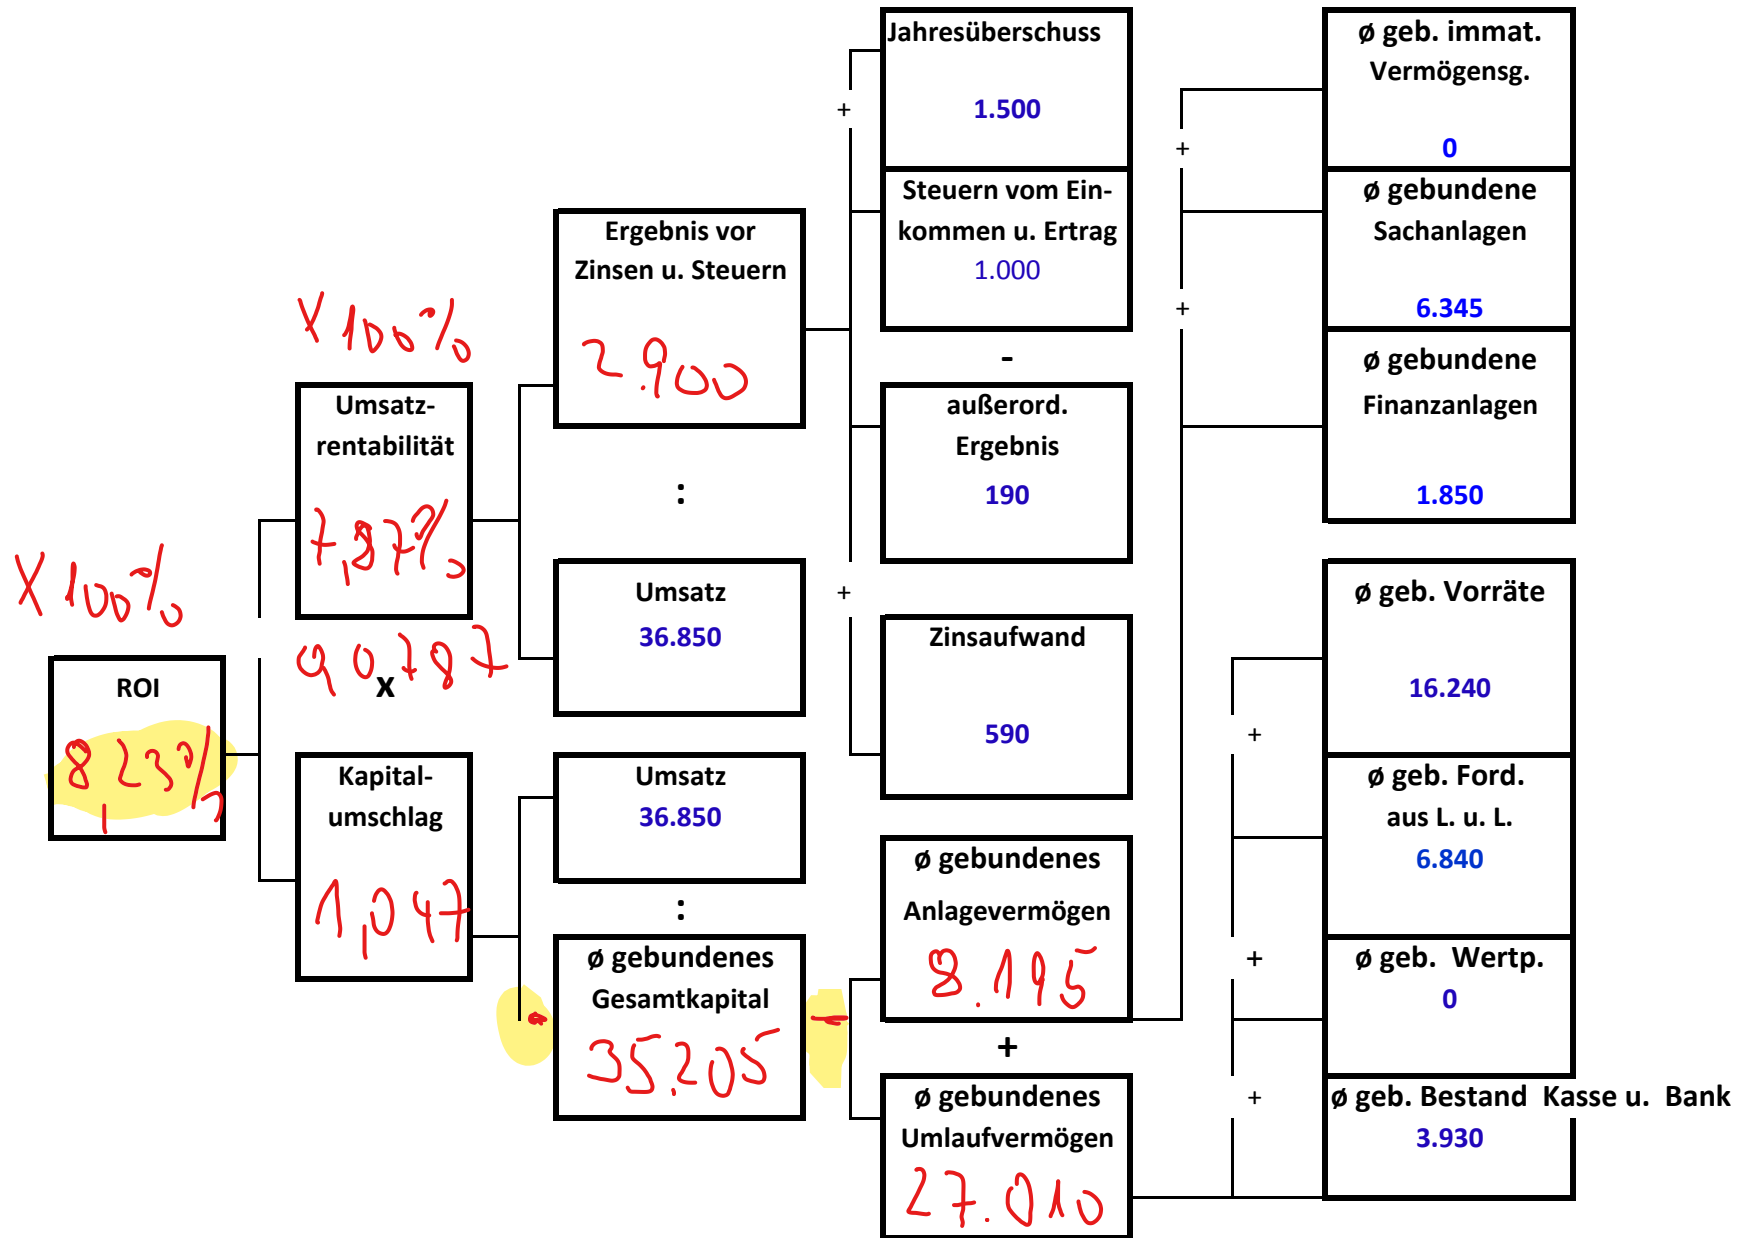 X 100%
ROI
8,23%
X 100%
Umsatz-
rentabilität
7,87%
0,0787
x
Kapital-
umschlag
1,047
Ergebnis vor
Zinsen u. Steuern
2.900
:
Umsatz
36.850
Umsatz
36.850
:
ø gebundenes
Gesamtkapital
35.205
+
Jahresüberschuss
1.500
Steuern vom Ein-
kommen u. Ertrag
1.000
-
außerord.
Ergebnis
190
+
Zinsaufwand
590
ø gebundenes
Anlagevermögen
8.195
+
ø gebundenes
Umlaufvermögen
27.010
+
+
ø geb. immat.
Vermögensg.
0
ø gebundene
Sachanlagen
6.345
ø gebundene
Finanzanlagen
1.850
+
+
+
ø geb. Vorräte
16.240
ø geb. Ford.
aus L. u. L.
6.840
ø geb. Wertp.
0
ø geb. Bestand Kasse u. Bank
3.930